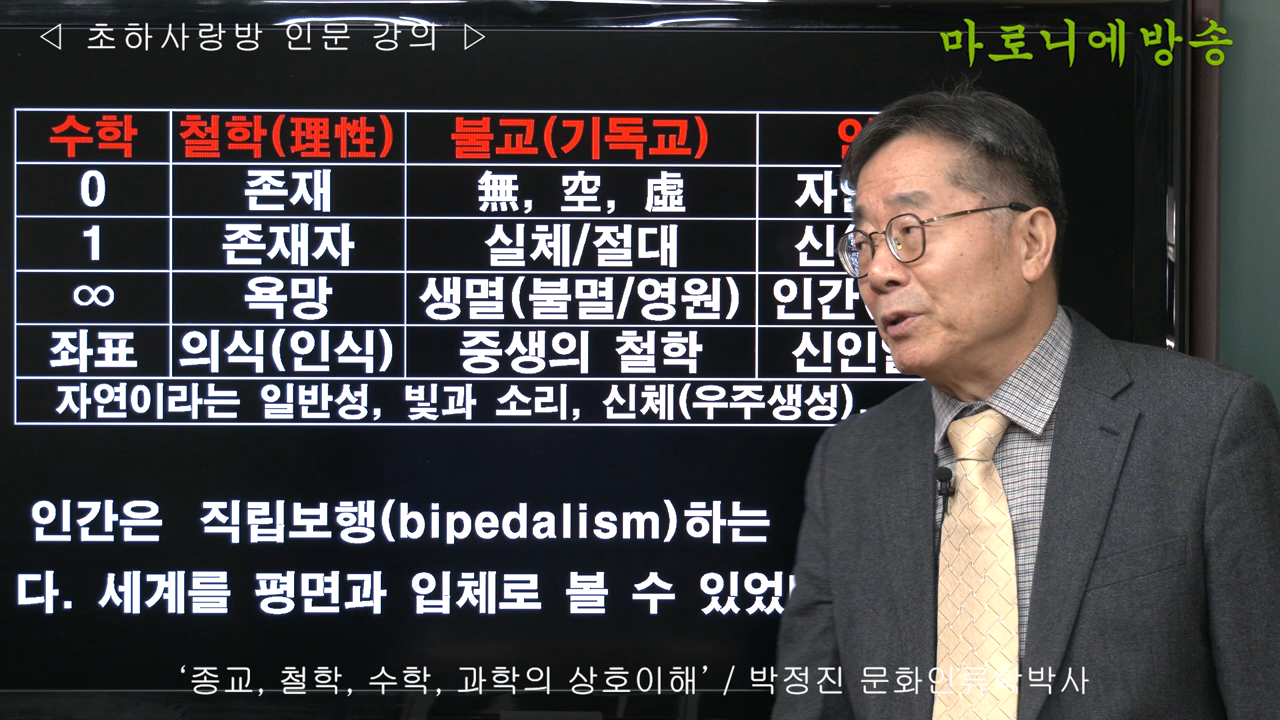 ◁ 초하사랑방 인문 강의 ▷
마로니에방송
수학 철학(理性) 불교(기독교)
0 존재 無, 空, 虛
1 존재자 실체/절대
∞ 욕망 생멸(불멸/영원) 인간
좌표 의식(인식) 중생의 철학
자연이라는 일반성, 빛과 소리, 신체(우주생성),
인간은 직립보행(bipedalism)하는
다. 세계를 평면과 입체로 볼 수
‘종교, 철학, 수학, 과학의 상호이해’ / 박정진 문화인류학박사